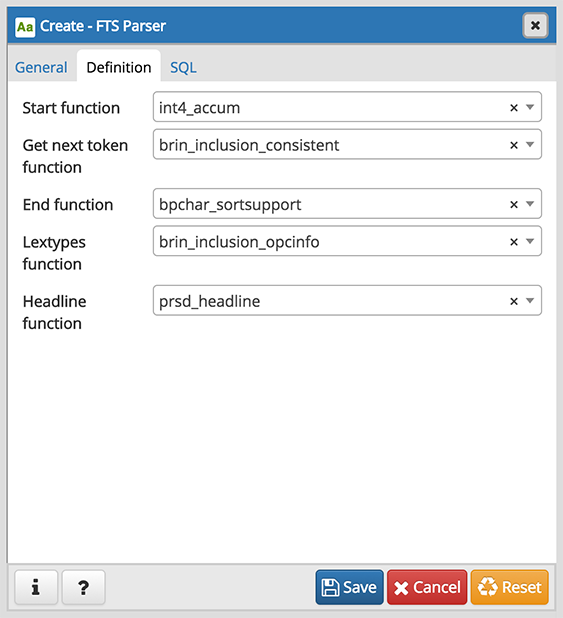 Aa Create - FTS Parser
General Definition SQL
Start function int4_accum
Get next token brin_inclusion_consistent
function
End function bpchar_sortsupport
Lextypes brin_inclusion_opcinfo
function
Headline prsd_headline
function
i ? Save Cancel Reset